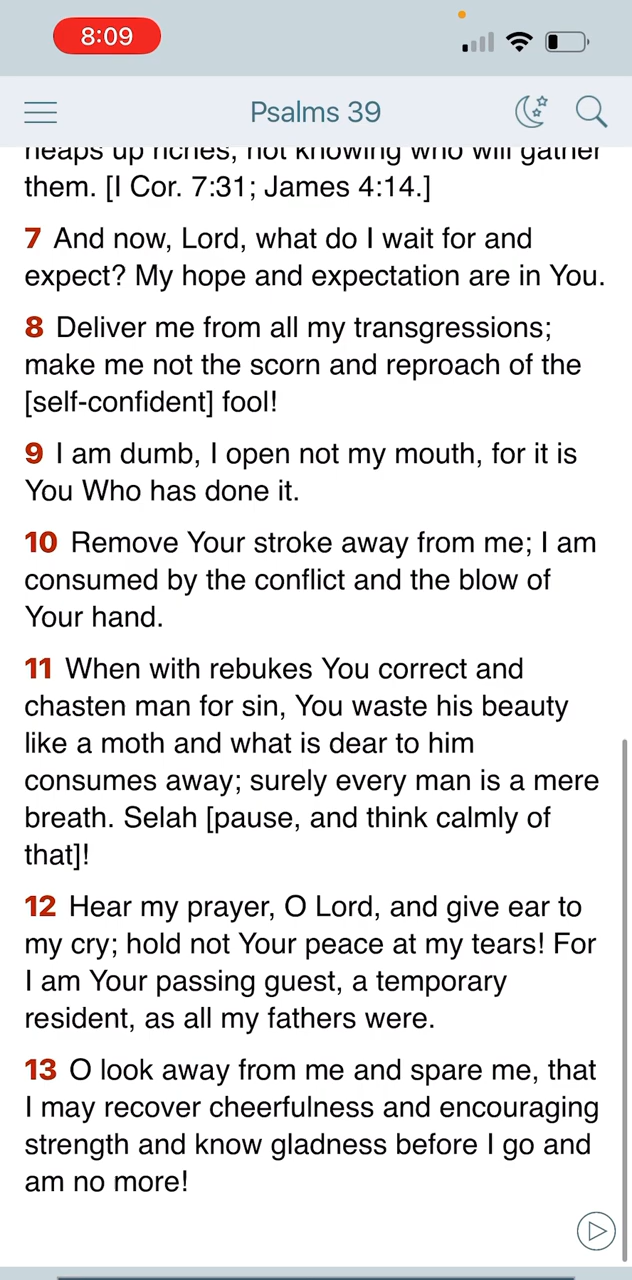 8:09
Psalms 39
heaps up riches, not knowing who will gather
them. [I Cor. 7:31; James 4:14.]
7 And now, Lord, what do I wait for and
expect? My hope and expectation are in You.
8 Deliver me from all my transgressions;
make me not the scorn and reproach of the
[self-confident] fool!
9 I am dumb, I open not my mouth, for it is
You Who has done it.
10 Remove Your stroke away from me; I am
consumed by the conflict and the blow of
Your hand.
11 When with rebukes You correct and
chasten man for sin, You waste his beauty
like a moth and what is dear to him
consumes away; surely every man is a mere
breath. Selah [pause, and think calmly of
that]!
12 Hear my prayer, O Lord, and give ear to
my cry; hold not Your peace at my tears! For
I am Your passing guest, a temporary
resident, as all my fathers were.
13 O look away from me and spare me, that
I may recover cheerfulness and encouraging
strength and know gladness before I go and
am no more!